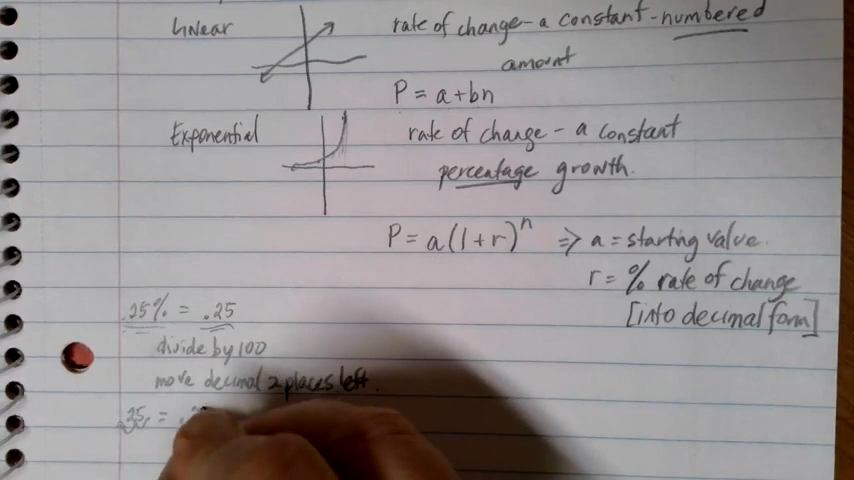 Linear
rate of change - a constant - numbered
amount
P = a + bn
Exponential
rate of change - a constant
percentage growth.
P = a(1+r)^n ⇒ a = starting value.
r = % rate of change
[into decimal form]
.25% = .25
divide by 100
move decimal 2 places left.
.25. =